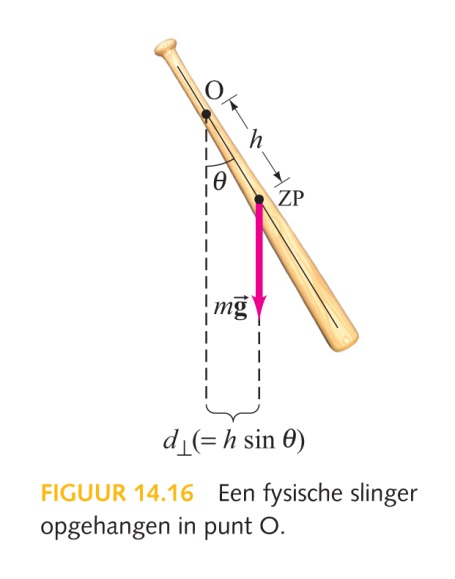 O
h
θ
ZP
mg⃗
d⊥(= h sin θ)
FIGUUR 14.16 Een fysische slinger
opgehangen in punt O.